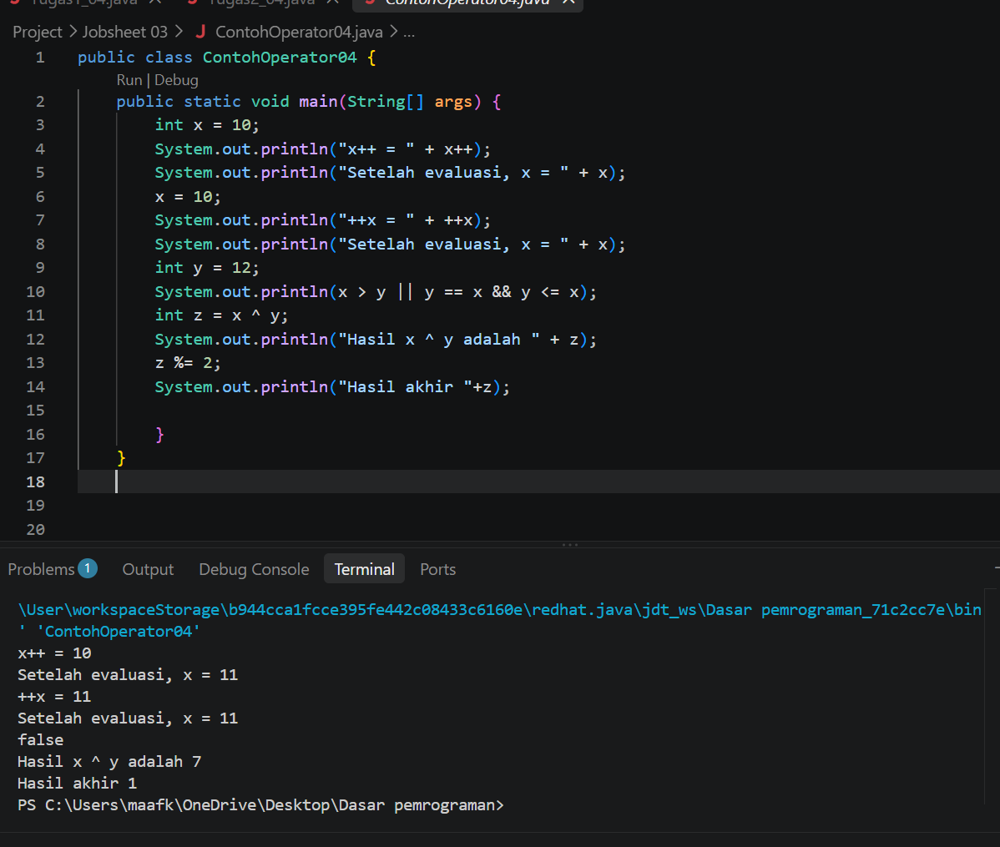 Tugas1_04.java × Tugas2_04.java × ContohOperator04.java ×
Project > Jobsheet 03 > J ContohOperator04.java > ...
1 public class ContohOperator04 {
Run | Debug
2 public static void main(String[] args) {
3 int x = 10;
4 System.out.println("x++ = " + x++);
5 System.out.println("Setelah evaluasi, x = " + x);
6 x = 10;
7 System.out.println("++x = " + ++x);
8 System.out.println("Setelah evaluasi, x = " + x);
9 int y = 12;
10 System.out.println(x > y || y == x && y <= x);
11 int z = x ^ y;
12 System.out.println("Hasil x ^ y adalah " + z);
13 z %= 2;
14 System.out.println("Hasil akhir "+z);
15
16 }
17 }
18
19
20
Problems 1 Output Debug Console Terminal Ports
\User\workspaceStorage\b944cca1fcce395fe442c08433c6160e\redhat.java\jdt_ws\Dasar pemrograman_71c2cc7e\bin
' 'ContohOperator04'
x++ = 10
Setelah evaluasi, x = 11
++x = 11
Setelah evaluasi, x = 11
false
Hasil x ^ y adalah 7
Hasil akhir 1
PS C:\Users\maafk\OneDrive\Desktop\Dasar pemrograman>